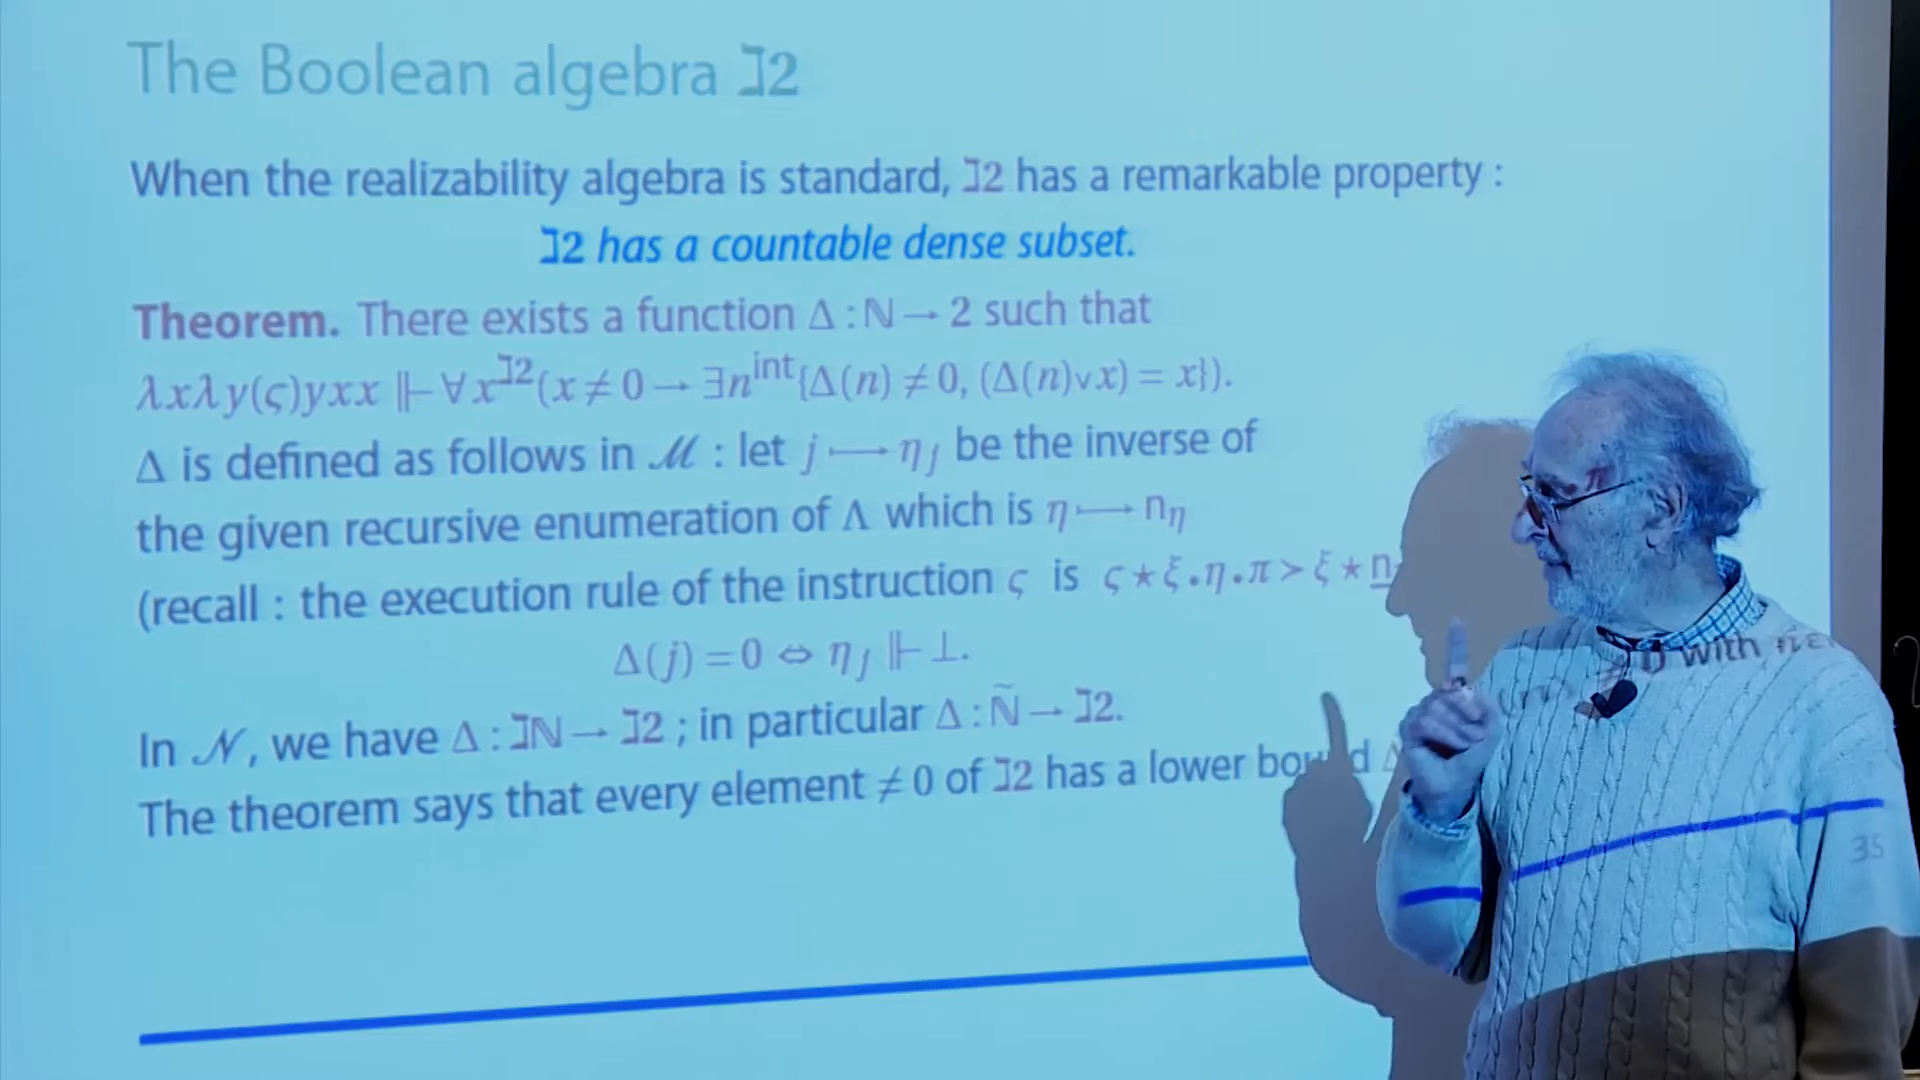 The Boolean algebra ℷ2
When the realizability algebra is standard, ℷ2 has a remarkable property :
ℷ2 has a countable dense subset.
Theorem. There exists a function Δ : ℕ → 2 such that
λxλy(ς)yxx ⊩ ∀x^ℷ2(x ≠ 0 → ∃n^int{Δ(n) ≠ 0, (Δ(n)∨x) = x}).
Δ is defined as follows in ℳ : let j ⟼ η_j be the inverse of
the given recursive enumeration of Λ which is η ⟼ n_η
(recall : the execution rule of the instruction ς is ς ⋆ ξ . η . π ≻ ξ ⋆ n
Δ(j) = 0 ⇔ η_j ⊩ ⊥.
In 𝒩, we have Δ : ℷℕ → ℷ2 ; in particular Δ : Ñ → ℷ2.
The theorem says that every element ≠ 0 of ℷ2 has a lower bound with
35